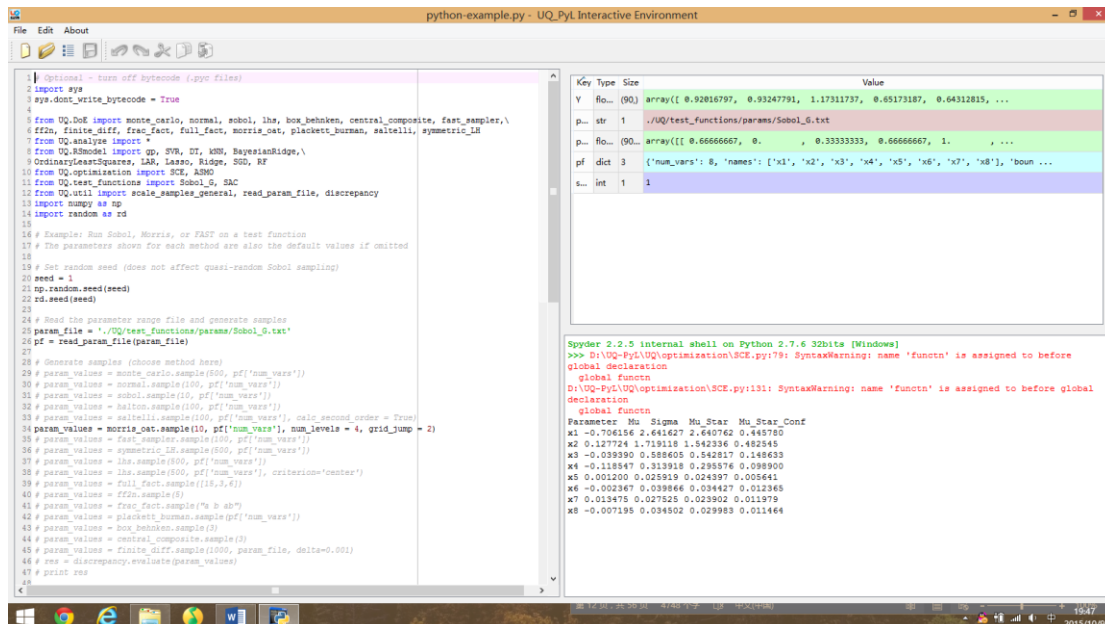 python-example.py - UQ_PyL Interactive Environment
File Edit About
1 # Optional - turn off bytecode (.pyc files)
2 import sys
3 sys.dont_write_bytecode = True
4
5 from UQ.DoE import monte_carlo, normal, sobol, lhs, box_behnken, central_composite, fast_sampler,\
6 ff2n, finite_diff, frac_fact, full_fact, morris_oat, plackett_burman, saltelli, symmetric_LH
7 from UQ.analyze import *
8 from UQ.RSmodel import gp, SVR, DT, kNN, BayesianRidge,\
9 OrdinaryLeastSquares, LAR, Lasso, Ridge, SGD, RF
10 from UQ.optimization import SCE, ASMO
11 from UQ.test_functions import Sobol_G, SAC
12 from UQ.util import scale_samples_general, read_param_file, discrepancy
13 import numpy as np
14 import random as rd
15
16 # Example: Run Sobol, Morris, or FAST on a test function
17 # The parameters shown for each method are also the default values if omitted
18
19 # Set random seed (does not affect quasi-random Sobol sampling)
20 seed = 1
21 np.random.seed(seed)
22 rd.seed(seed)
23
24 # Read the parameter range file and generate samples
25 param_file = './UQ/test_functions/params/Sobol_G.txt'
26 pf = read_param_file(param_file)
27
28 # Generate samples (choose method here)
29 # param_values = monte_carlo.sample(500, pf['num_vars'])
30 # param_values = normal.sample(100, pf['num_vars'])
31 # param_values = sobol.sample(10, pf['num_vars'])
32 # param_values = halton.sample(100, pf['num_vars'])
33 # param_values = saltelli.sample(100, pf['num_vars'], calc_second_order = True)
34 param_values = morris_oat.sample(10, pf['num_vars'], num_levels = 4, grid_jump = 2)
35 # param_values = fast_sampler.sample(100, pf['num_vars'])
36 # param_values = symmetric_LH.sample(500, pf['num_vars'])
37 # param_values = lhs.sample(900, pf['num_vars'])
38 # param_values = lhs.sample(500, pf['num_vars'], criterion='center')
39 # param_values = full_fact.sample([15,3,6])
40 # param_values = ff2n.sample(5)
41 # param_values = frac_fact.sample("a b ab")
42 # param_values = plackett_burman.sample(pf['num_vars'])
43 # param_values = box_behnken.sample(3)
44 # param_values = central_composite.sample(3)
45 # param_values = finite_diff.sample(1000, param_file, delta=0.001)
46 # res = discrepancy.evaluate(param_values)
47 # print res
48
Key Type Size Value
Y flo... (90,) array([ 0.92016797, 0.93247791, 1.17311737, 0.65173187, 0.64312815, ...
p... str 1 ./UQ/test_functions/params/Sobol_G.txt
p... flo... (90... array([[ 0.66666667, 0. , 0.33333333, 0.66666667, 1. , ...
pf dict 3 {'num_vars': 8, 'names': ['x1', 'x2', 'x3', 'x4', 'x5', 'x6', 'x7', 'x8'], 'boun ...
s... int 1 1
Spyder 2.2.5 internal shell on Python 2.7.6 32bits [Windows]
>>> D:\UQ-PyL\UQ\optimization\SCE.py:79: SyntaxWarning: name 'functn' is assigned to before
global declaration
global functn
D:\UQ-PyL\UQ\optimization\SCE.py:131: SyntaxWarning: name 'functn' is assigned to before global
declaration
global functn
Parameter Mu Sigma Mu_Star Mu_Star_Conf
x1 -0.706156 2.641627 2.640762 0.445780
x2 0.127724 1.719118 1.542336 0.482545
x3 -0.039390 0.588605 0.542817 0.148633
x4 -0.118547 0.313918 0.295576 0.098900
x5 0.001200 0.025919 0.024397 0.005641
x6 -0.002367 0.039866 0.034427 0.012365
x7 0.013475 0.027525 0.023902 0.011979
x8 -0.007195 0.034502 0.029983 0.011464
第 12 页，共 56 页 4748 个字 中文(中国) 100%
中 19:47